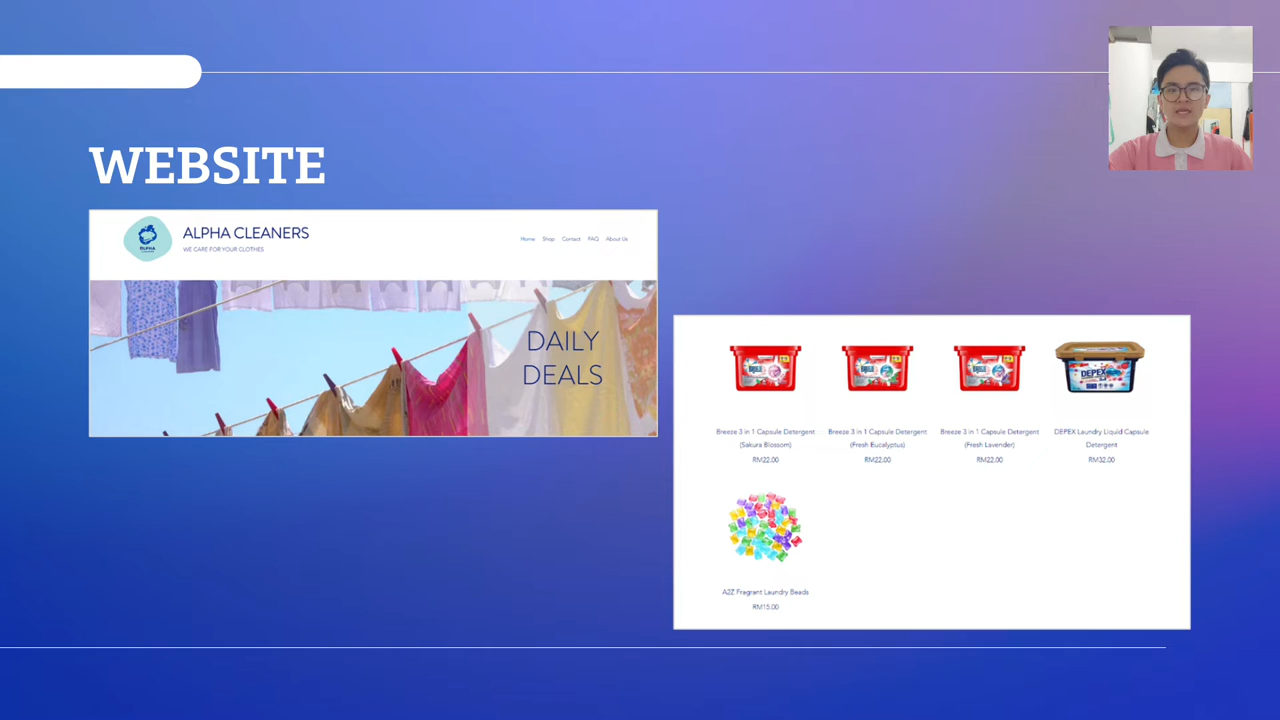 WEBSITE
ALPHA
ALPHA CLEANERS
WE CARE FOR YOUR CLOTHES
Home Shop Contact FAQ About Us
DAILY
DEALS
DEPEX
Breeze 3 in 1 Capsule Detergent
(Sakura Blossom)
RM22.00
Breeze 3 in 1 Capsule Detergent
(Fresh Eucalyptus)
RM22.00
Breeze 3 in 1 Capsule Detergent
(Fresh Lavender)
RM22.00
DEPEX Laundry Liquid Capsule
Detergent
RM32.00
A2Z Fragrant Laundry Beads
RM15.00